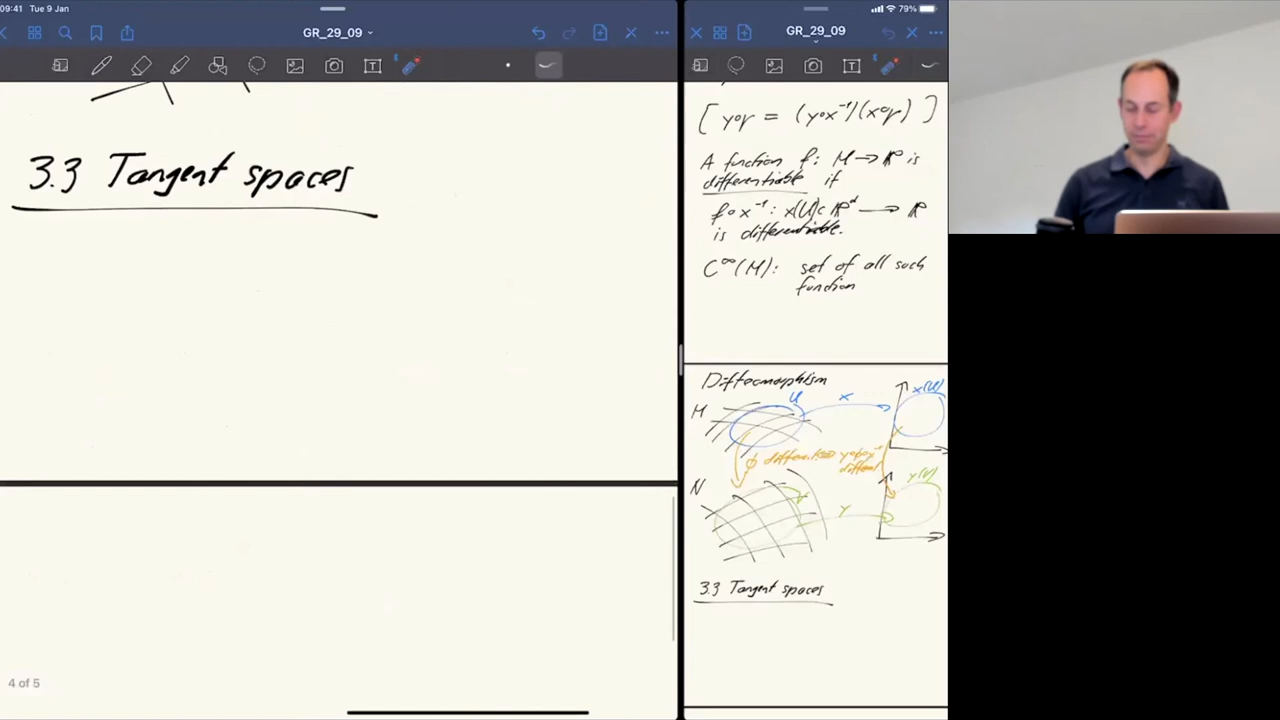 09:41 Tue 9 Jan
GR_29_09
T
3.3 Tangent spaces
4 of 5
79%
GR_29_09
T
[ y∘γ = (y∘x⁻¹)(x∘γ) ]
A function f: M → ℝ is
differentiable if
f∘x⁻¹: x(U) ⊂ ℝᵈ → ℝ
is differentiable.
C^∞(M): set of all such
function
Diffeomorphism
M
U
x
x(U)
ϕ
N
y
y(V)
3.3 Tangent spaces